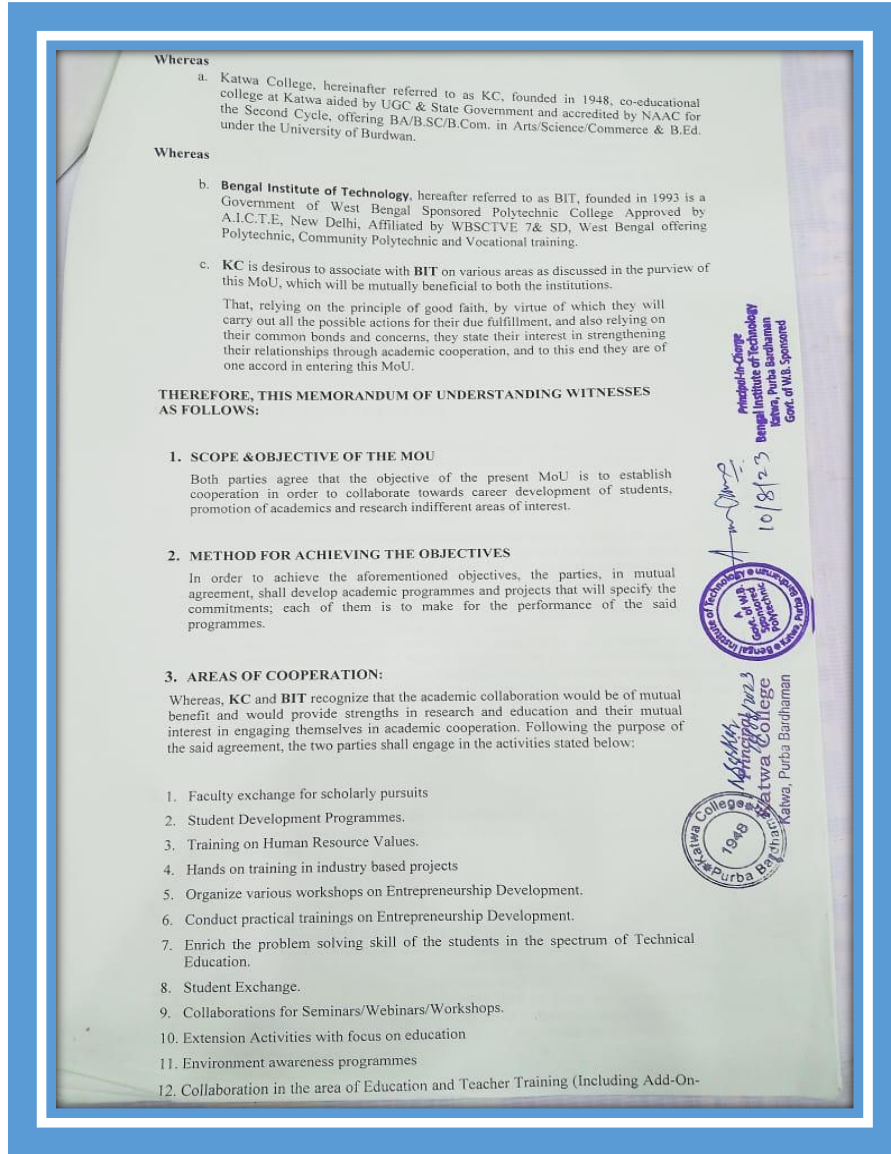 Whereas
a. Katwa College, hereinafter referred to as KC, founded in 1948, co-educational
college at Katwa aided by UGC & State Government and accredited by NAAC for
the Second Cycle, offering BA/B.SC/B.Com. in Arts/Science/Commerce & B.Ed.
under the University of Burdwan.
Whereas
b. Bengal Institute of Technology, hereafter referred to as BIT, founded in 1993 is a
Government of West Bengal Sponsored Polytechnic College Approved by
A.I.C.T.E, New Delhi, Affiliated by WBSCTVE 7& SD, West Bengal offering
Polytechnic, Community Polytechnic and Vocational training.
c. KC is desirous to associate with BIT on various areas as discussed in the purview of
this MoU, which will be mutually beneficial to both the institutions.
That, relying on the principle of good faith, by virtue of which they will
carry out all the possible actions for their due fulfillment, and also relying on
their common bonds and concerns, they state their interest in strengthening
their relationships through academic cooperation, and to this end they are of
one accord in entering this MoU.
THEREFORE, THIS MEMORANDUM OF UNDERSTANDING WITNESSES
AS FOLLOWS:
1. SCOPE &OBJECTIVE OF THE MOU
Both parties agree that the objective of the present MoU is to establish
cooperation in order to collaborate towards career development of students,
promotion of academics and research indifferent areas of interest.
2. METHOD FOR ACHIEVING THE OBJECTIVES
In order to achieve the aforementioned objectives, the parties, in mutual
agreement, shall develop academic programmes and projects that will specify the
commitments; each of them is to make for the performance of the said
programmes.
3. AREAS OF COOPERATION:
Whereas, KC and BIT recognize that the academic collaboration would be of mutual
benefit and would provide strengths in research and education and their mutual
interest in engaging themselves in academic cooperation. Following the purpose of
the said agreement, the two parties shall engage in the activities stated below:
1. Faculty exchange for scholarly pursuits
2. Student Development Programmes.
3. Training on Human Resource Values.
4. Hands on training in industry based projects
5. Organize various workshops on Entrepreneurship Development.
6. Conduct practical trainings on Entrepreneurship Development.
7. Enrich the problem solving skill of the students in the spectrum of Technical
Education.
8. Student Exchange.
9. Collaborations for Seminars/Webinars/Workshops.
10. Extension Activities with focus on education
11. Environment awareness programmes
12. Collaboration in the area of Education and Teacher Training (Including Add-On-
10/8/23
Principal-in-Charge
Bengal Institute of Technology
Katwa, Purba Bardhaman
Govt. of W.B. Sponsored
Bengal Institute of Technology Katwa, Purba Bardhaman
A
Govt. of W.B.
Sponsored
Polytechnic
Principal
Katwa College
Katwa, Purba Bardhaman
Katwa College Purba Bardhaman
1948